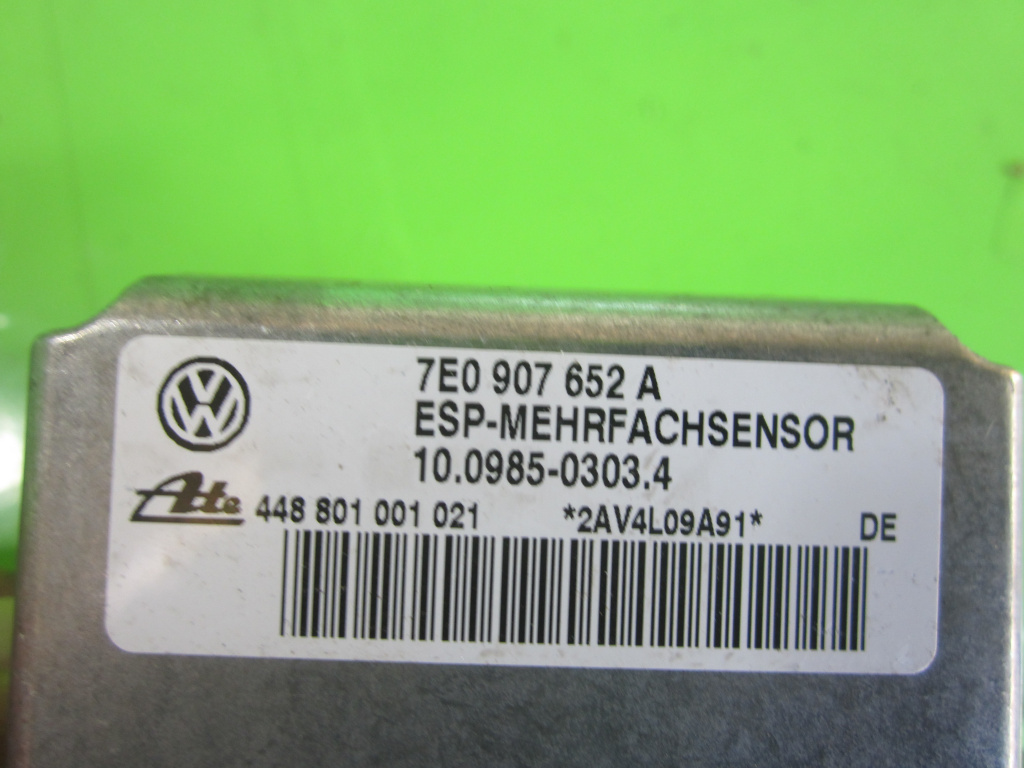 7E0 907 652 A
ESP-MEHRFACHSENSOR
10.0985-0303.4
Ate 448 801 001 021 *2AV4L09A91* DE